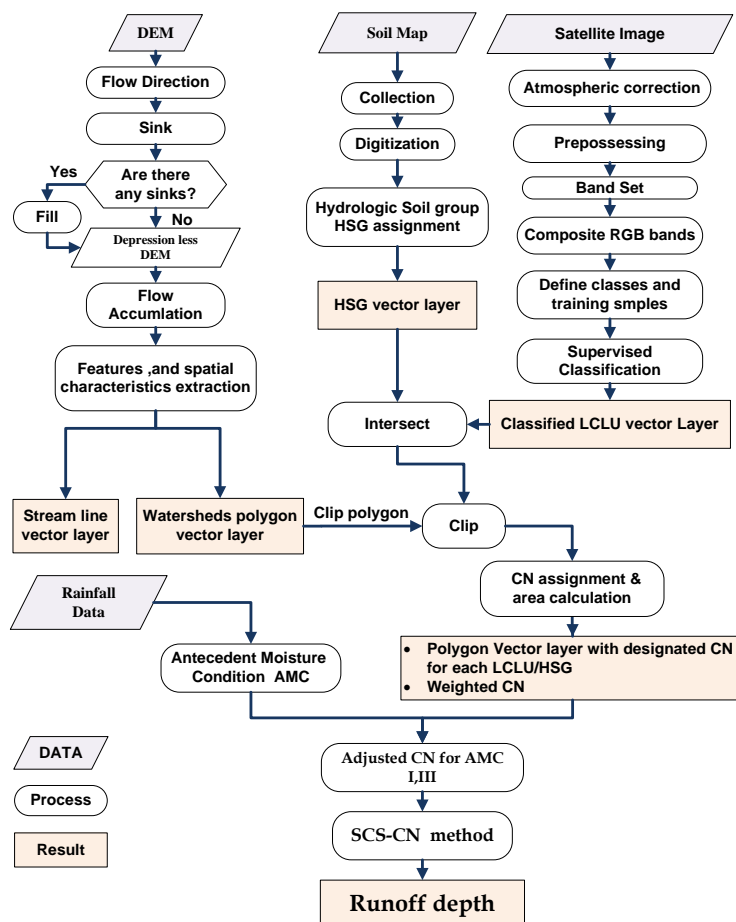 DEM
Flow Direction
Sink
Are there
any sinks?
Yes
Fill
No
Depression less
DEM
Flow
Accumlation
Features ,and spatial
characteristics extraction
Stream line
vector layer
Watersheds polygon
vector layer
Clip polygon
Soil Map
Collection
Digitization
Hydrologic Soil group
HSG assignment
HSG vector layer
Intersect
Clip
Satellite Image
Atmospheric correction
Prepossessing
Band Set
Composite RGB bands
Define classes and
training smples
Supervised
Classification
Classified LCLU vector Layer
CN assignment &
area calculation
• Polygon Vector layer with designated CN
for each LCLU/HSG
• Weighted CN
Rainfall
Data
Antecedent Moisture
Condition AMC
Adjusted CN for AMC
I,III
SCS-CN method
Runoff depth
DATA
Process
Result